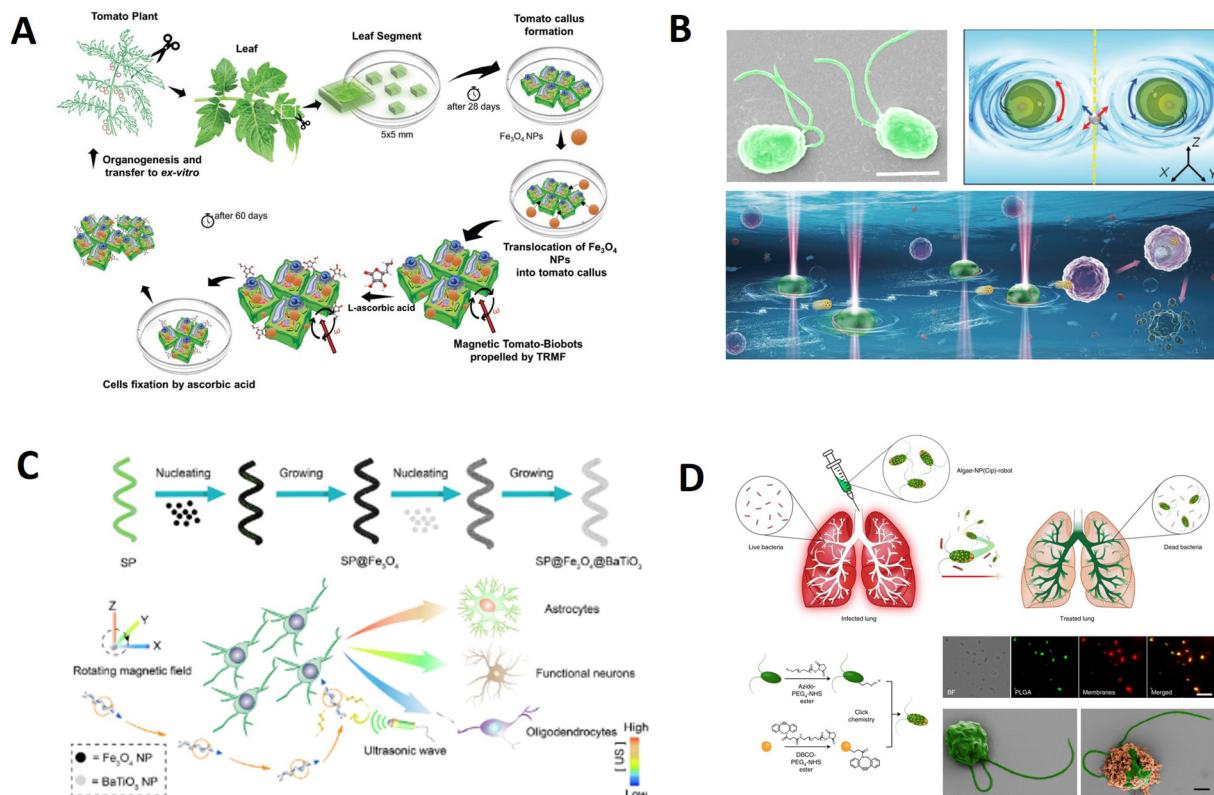 A
Tomato Plant
Leaf
Leaf Segment
5x5 mm
after 28 days
Tomato callus
formation
Fe₃O₄ NPs
Translocation of Fe₃O₄
NPs
into tomato callus
Magnetic Tomato-Biobots
propelled by TRMF
ω
L-ascorbic acid
ω
Cells fixation by ascorbic acid
after 60 days
Organogenesis and
transfer to ex-vitro
B
Z
X
Y
C
Nucleating
Growing
Nucleating
Growing
SP
SP@Fe₃O₄
SP@Fe₃O₄@BaTiO₃
Z
Y
X
Rotating magnetic field
Astrocytes
Functional neurons
Oligodendrocytes
Ultrasonic wave
= Fe₃O₄ NP
= BaTiO₃ NP
High
[ US ]
Low
D
Algae-NP(Cip)-robot
Live bacteria
Dead bacteria
Infected lung
Treated lung
Azido-
PEG₄-NHS
ester
Click
chemistry
DBCO-
PEG₄-NHS
ester
BF
PLGA
Membranes
Merged